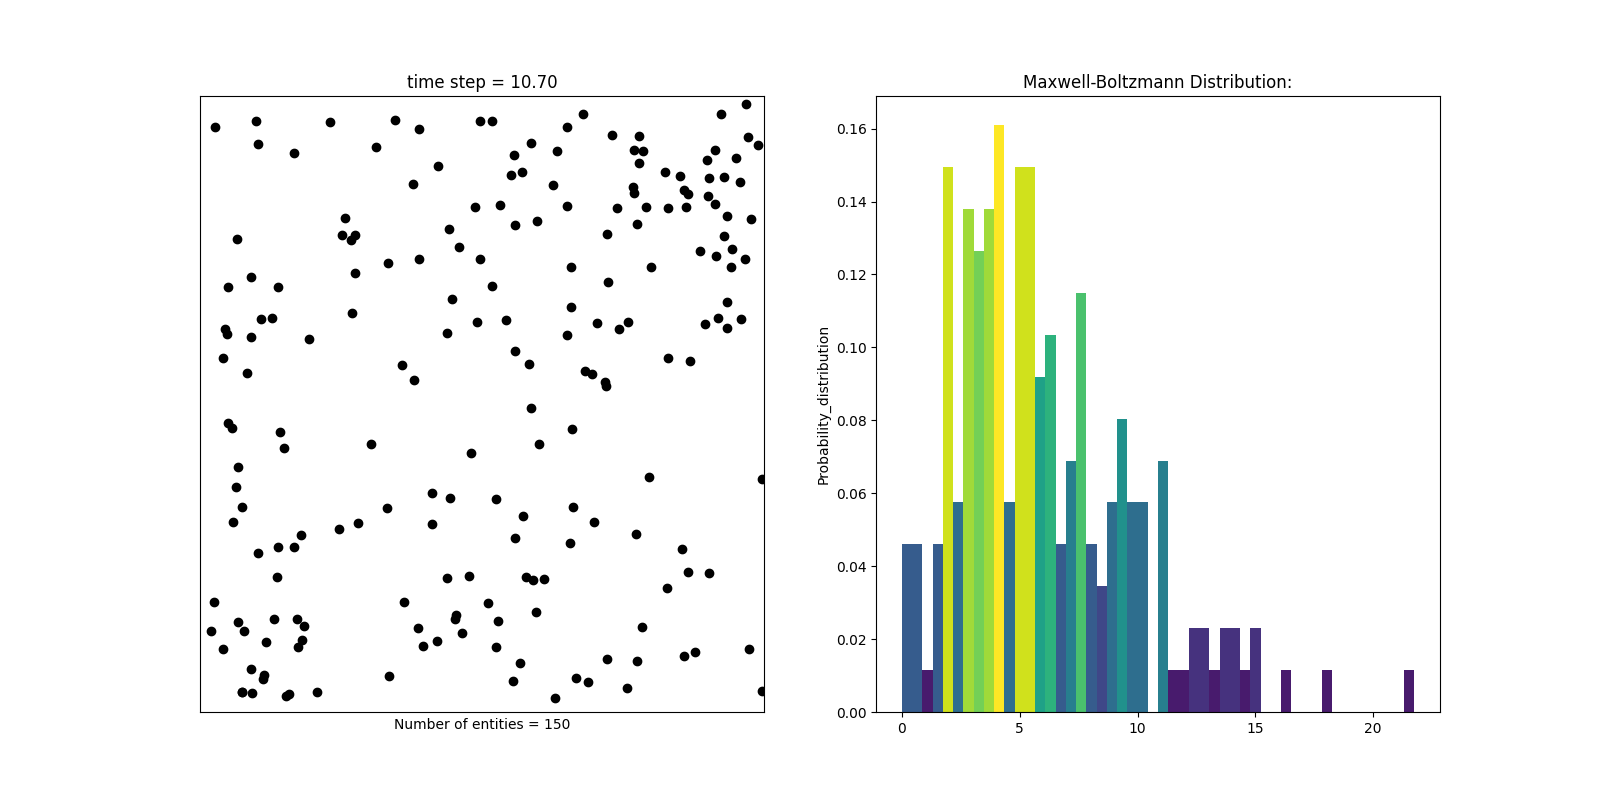 time step = 10.70
Number of entities = 150
Maxwell-Boltzmann Distribution:
Probability_distribution
0.16
0.14
0.12
0.10
0.08
0.06
0.04
0.02
0.00
0 5 10 15 20